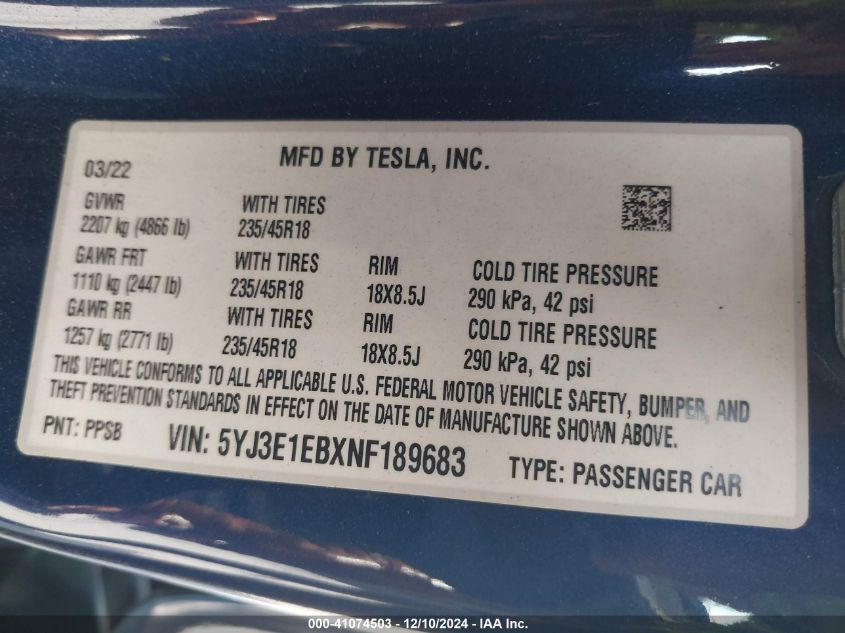 MFD BY TESLA, INC.
03/22
GVWR WITH TIRES
2207 kg (4866 lb) 235/45R18
GAWR FRT WITH TIRES RIM COLD TIRE PRESSURE
1110 kg (2447 lb) 235/45R18 18X8.5J 290 kPa, 42 psi
GAWR RR WITH TIRES RIM COLD TIRE PRESSURE
1257 kg (2771 lb) 235/45R18 18X8.5J 290 kPa, 42 psi
THIS VEHICLE CONFORMS TO ALL APPLICABLE U.S. FEDERAL MOTOR VEHICLE SAFETY, BUMPER, AND
THEFT PREVENTION STANDARDS IN EFFECT ON THE DATE OF MANUFACTURE SHOWN ABOVE.
PNT: PPSB VIN: 5YJ3E1EBXNF189683 TYPE: PASSENGER CAR
000-41074503 - 12/10/2024 - IAA Inc.